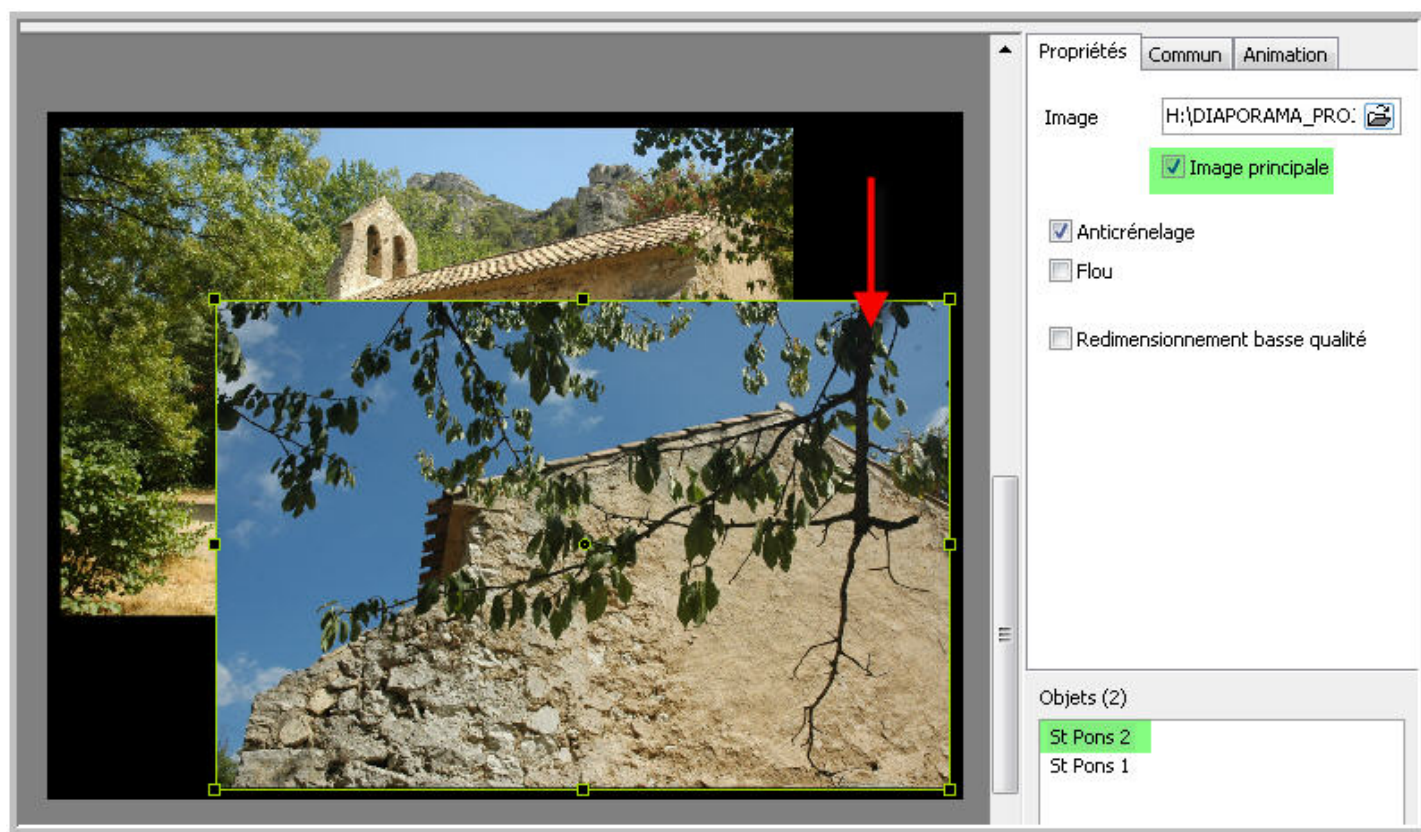 Propriétés Commun Animation
Image H:\DIAPORAMA_PRO.
Image principale
Anticrénelage
Flou
Redimensionnement basse qualité
Objets (2)
St Pons 2
St Pons 1